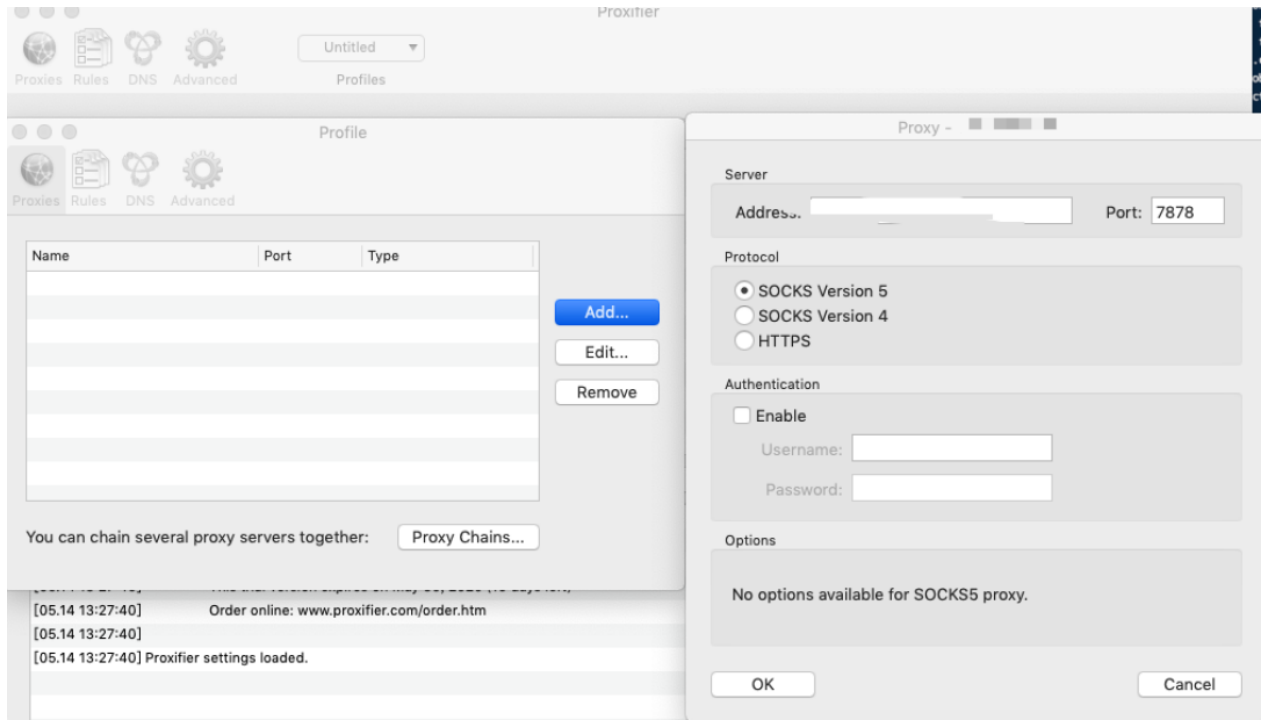 Proxifier
Untitled
Proxies Rules DNS Advanced
Profiles
Profile
Proxies Rules DNS Advanced
Name Port Type
Add...
Edit...
Remove
You can chain several proxy servers together: Proxy Chains...
[05.14 13:27:40] Order online: www.proxifier.com/order.htm
[05.14 13:27:40]
[05.14 13:27:40] Proxifier settings loaded.
Proxy -
Server
Address: Port: 7878
Protocol
SOCKS Version 5
SOCKS Version 4
HTTPS
Authentication
Enable
Username:
Password:
Options
No options available for SOCKS5 proxy.
OK Cancel